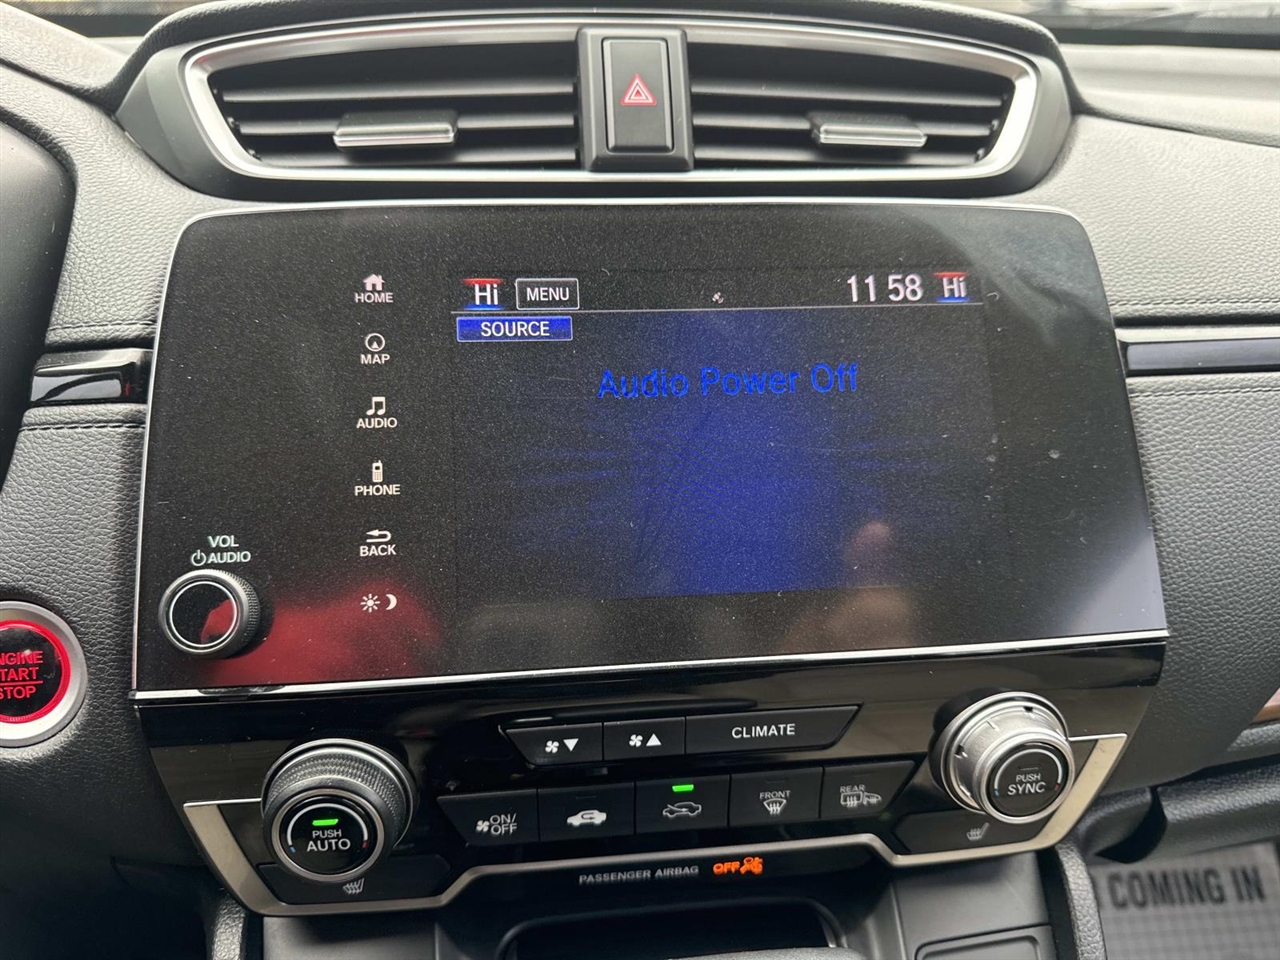 HOME
Hi MENU 11 58 Hi
SOURCE
MAP
Audio Power Off
AUDIO
PHONE
VOL
AUDIO
BACK
ENGINE
START
STOP
CLIMATE
PUSH
AUTO
ON/
OFF
FRONT
REAR
PUSH
SYNC
PASSENGER AIRBAG OFF
COMING IN